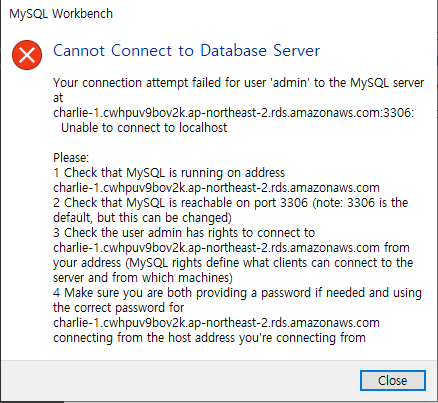 MySQL Workbench
Cannot Connect to Database Server
Your connection attempt failed for user 'admin' to the MySQL server
at
charlie-1.cwhpuv9bov2k.ap-northeast-2.rds.amazonaws.com:3306:
Unable to connect to localhost
Please:
1 Check that MySQL is running on address
charlie-1.cwhpuv9bov2k.ap-northeast-2.rds.amazonaws.com
2 Check that MySQL is reachable on port 3306 (note: 3306 is the
default, but this can be changed)
3 Check the user admin has rights to connect to
charlie-1.cwhpuv9bov2k.ap-northeast-2.rds.amazonaws.com from
your address (MySQL rights define what clients can connect to the
server and from which machines)
4 Make sure you are both providing a password if needed and using
the correct password for
charlie-1.cwhpuv9bov2k.ap-northeast-2.rds.amazonaws.com
connecting from the host address you're connecting from
Close